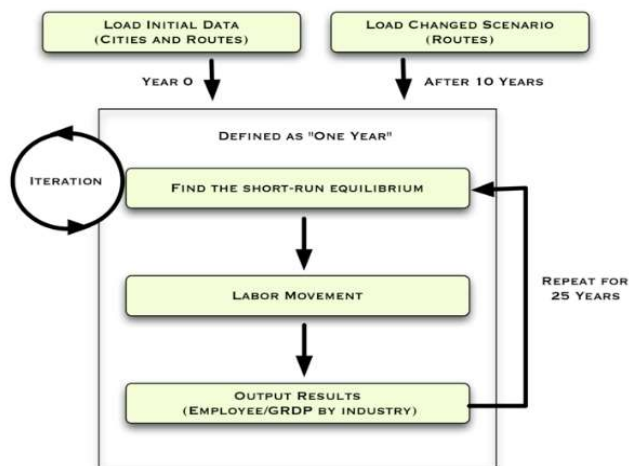 LOAD INITIAL DATA
(CITIES AND ROUTES)
LOAD CHANGED SCENARIO
(ROUTES)
YEAR 0
AFTER 10 YEARS
DEFINED AS "ONE YEAR"
ITERATION
FIND THE SHORT-RUN EQUILIBRIUM
LABOR MOVEMENT
REPEAT FOR
25 YEARS
OUTPUT RESULTS
(EMPLOYEE/GRDP BY INDUSTRY)